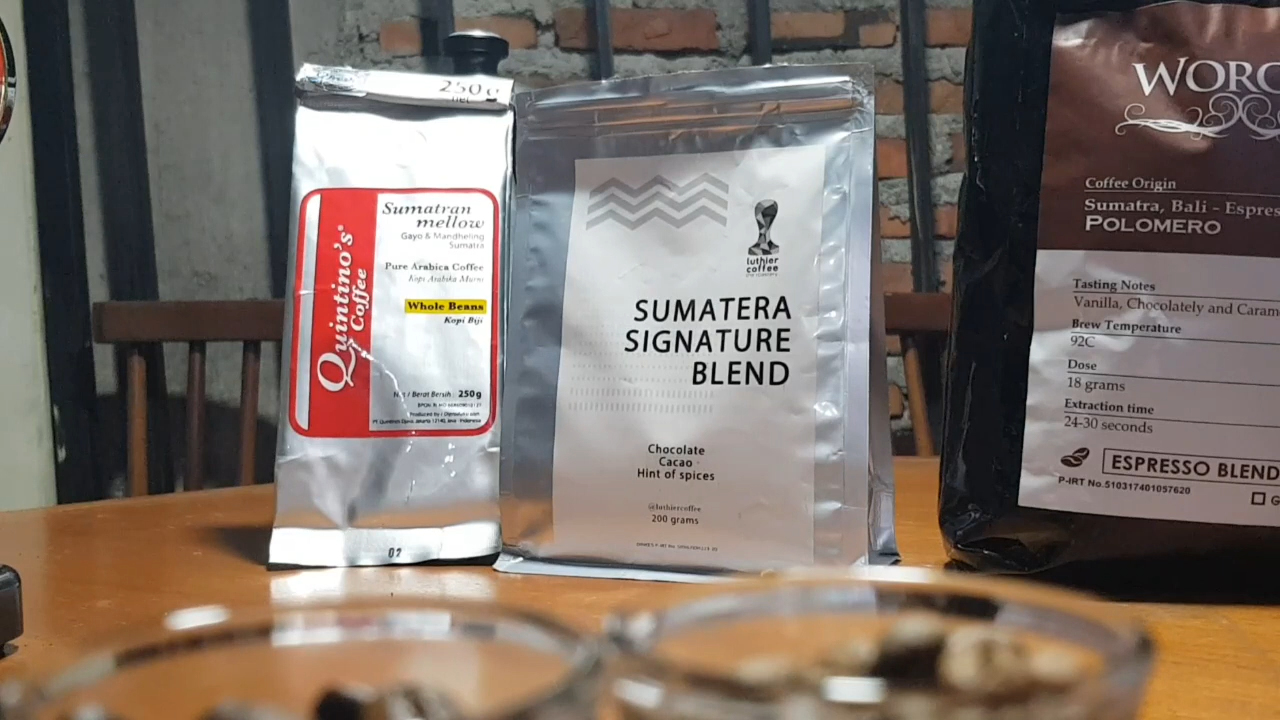 250g
net
Quintino's®
Coffee
Sumatran
mellow
Gayo & Mandheling
Sumatra
Pure Arabica Coffee
Kopi Arabika Murni
Whole Beans
Kopi Biji
Berat Bersih : 250g
02
luthier
coffee
SUMATERA
SIGNATURE
BLEND
Chocolate
Cacao
Hint of spices
@luthiercoffee
200 grams
WORC
Coffee Origin
Sumatra, Bali - Espres
POLOMERO
Tasting Notes
Vanilla, Chocolately and Caram
Brew Temperature
92C
Dose
18 grams
Extraction time
24-30 seconds
ESPRESSO BLEND
P-IRT No.510317401057620
G